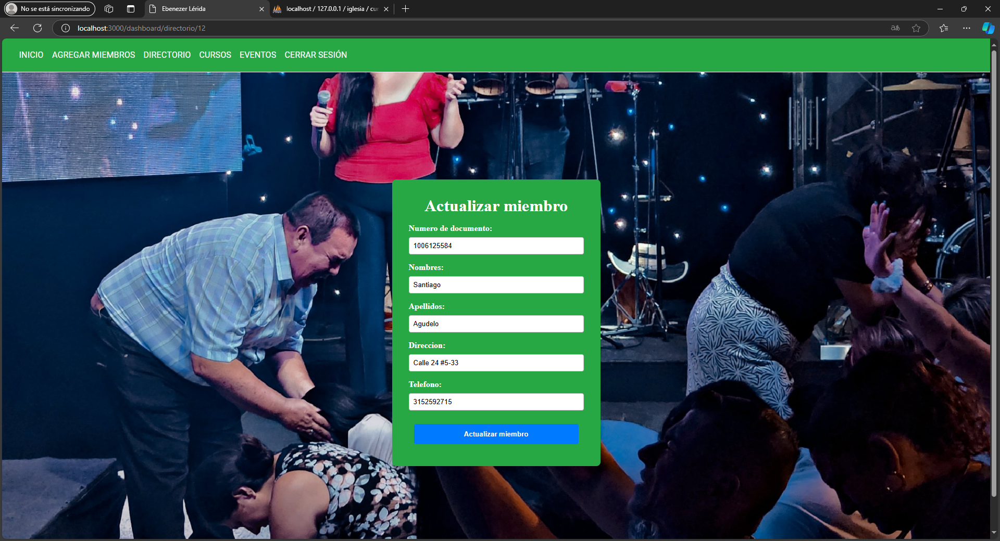 No se está sincronizando
Ebenezer Lérida
localhost / 127.0.0.1 / iglesia / cur
localhost:3000/dashboard/directorio/12
INICIO AGREGAR MIEMBROS DIRECTORIO CURSOS EVENTOS CERRAR SESIÓN
Actualizar miembro
Numero de documento:
1006125584
Nombres:
Santiago
Apellidos:
Agudelo
Direccion:
Calle 24 #5-33
Telefono:
3152592715
Actualizar miembro